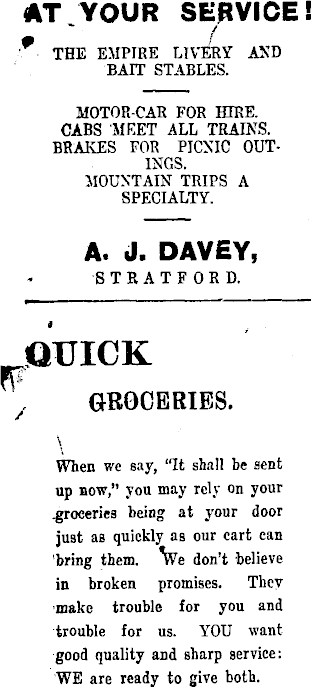 AT YOUR SERVICE!
THE EMPIRE LIVERY AND
BAIT STABLES.
MOTOR-CAR FOR HIRE.
CABS MEET ALL TRAINS.
BRAKES FOR PICNIC OUT-
INGS.
MOUNTAIN TRIPS A
SPECIALTY.
A. J. DAVEY,
STRATFORD.
QUICK
GROCERIES.
When we say, "It shall be sent
up now," you may rely on your
groceries being at your door
just as quickly as our cart can
bring them. We don't believe
in broken promises. They
make trouble for you and
trouble for us. YOU want
good quality and sharp service:
WE are ready to give both.